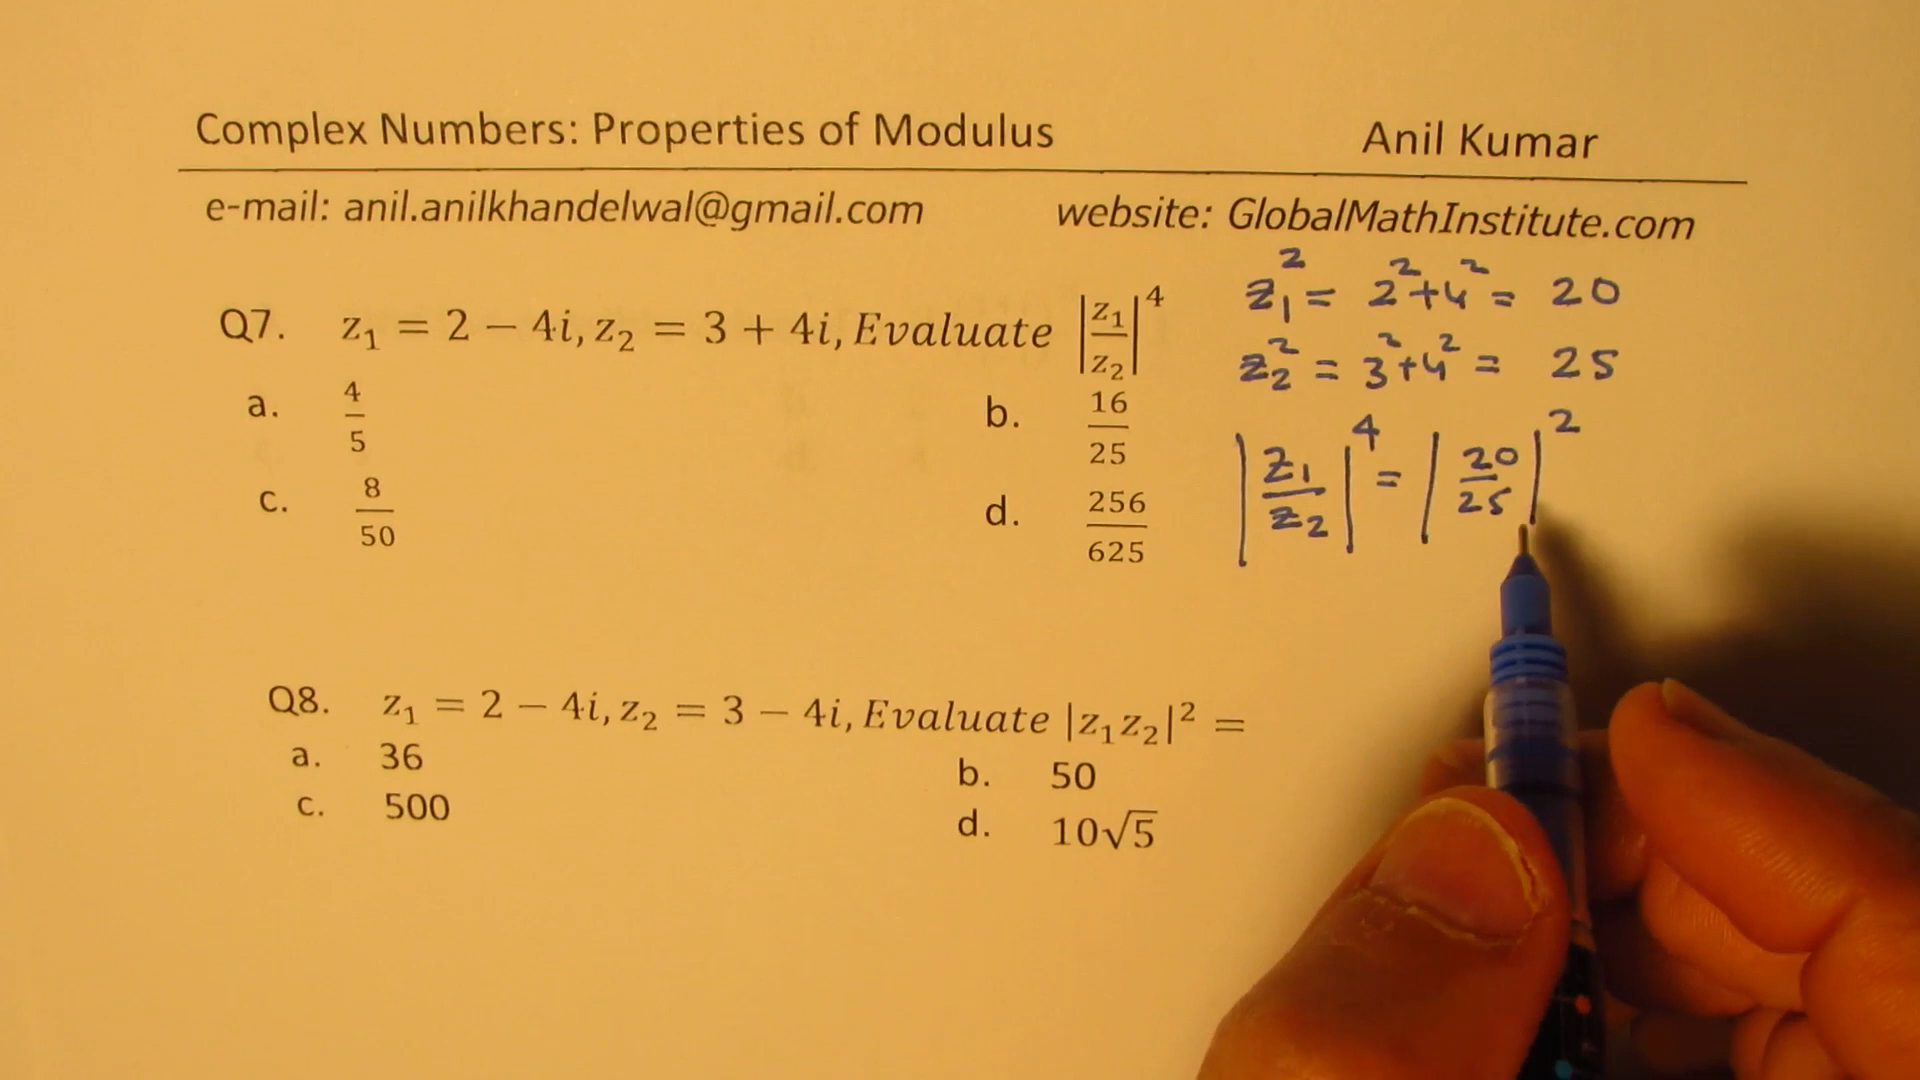 Complex Numbers: Properties of Modulus Anil Kumar
e-mail: anil.anilkhandelwal@gmail.com website: GlobalMathInstitute.com
Q7. z₁ = 2 − 4i, z₂ = 3 + 4i, Evaluate |z₁/z₂|⁴
a. 4/5 b. 16/25
c. 8/50 d. 256/625
z₁² = 2² + 4² = 20
z₂² = 3² + 4² = 25
|z₁/z₂|⁴ = |20/25|²
Q8. z₁ = 2 − 4i, z₂ = 3 − 4i, Evaluate |z₁z₂|² =
a. 36 b. 50
c. 500 d. 10√5